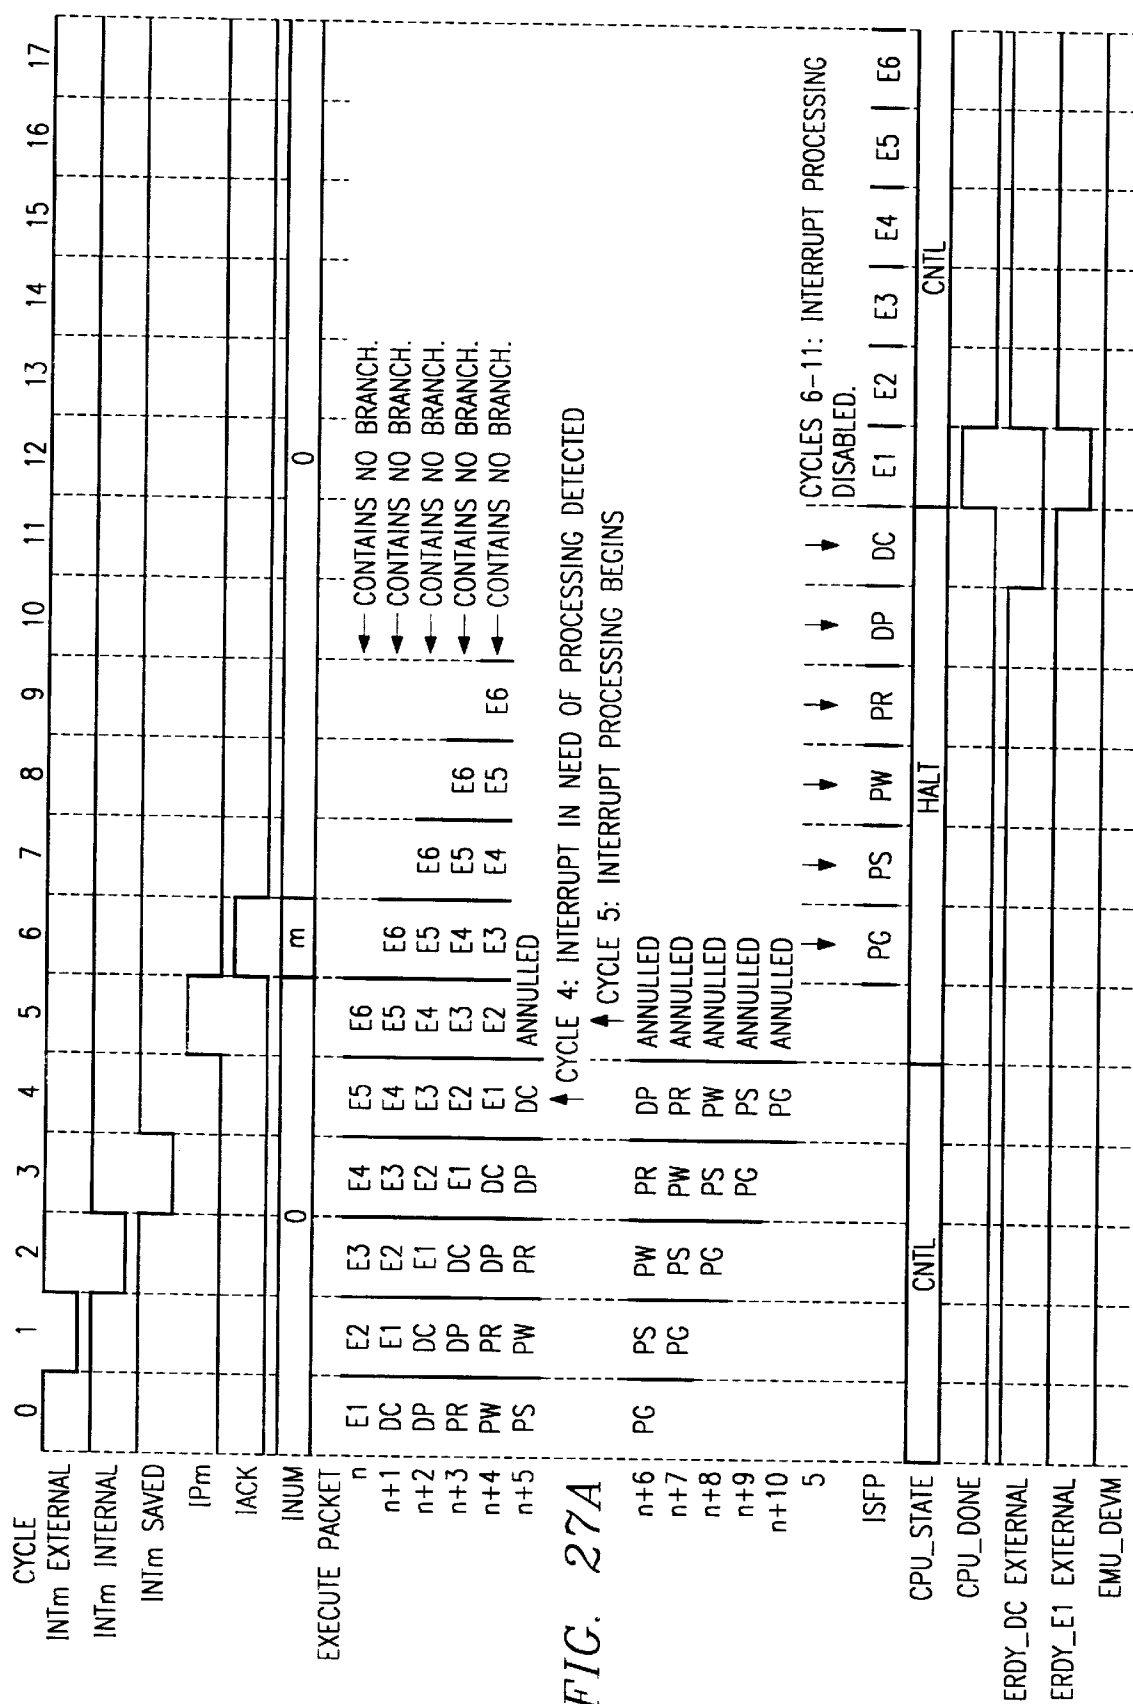 CYCLE 0 1 2 3 4 5 6 7 8 9 10 11 12 13 14 15 16 17
INTm EXTERNAL
INTm INTERNAL
INTm SAVED
IPm
IACK
INUM 0 m 0
EXECUTE PACKET
n E1 E2 E3 E4 E5 E6 CONTAINS NO BRANCH.
n+1 DC E1 E2 E3 E4 E5 E6 CONTAINS NO BRANCH.
n+2 DP DC E1 E2 E3 E4 E5 E6 CONTAINS NO BRANCH.
n+3 PR DP DC E1 E2 E3 E4 E5 E6 CONTAINS NO BRANCH.
n+4 PW PR DP DC E1 E2 E3 E4 E5 E6 CONTAINS NO BRANCH.
n+5 PS PW PR DP DC ANNULLED
CYCLE 4: INTERRUPT IN NEED OF PROCESSING DETECTED
FIG. 27A
CYCLE 5: INTERRUPT PROCESSING BEGINS
n+6 PG PS PW PR DP ANNULLED
n+7 PG PS PW PR ANNULLED
n+8 PG PS PW ANNULLED
n+9 PG PS ANNULLED
n+10 PG ANNULLED
5 CYCLES 6-11: INTERRUPT PROCESSING
DISABLED.
ISFP PG PS PW PR DP DC E1 E2 E3 E4 E5 E6
CPU_STATE CNTL HALT CNTL
CPU_DONE
ERDY_DC EXTERNAL
ERDY_E1 EXTERNAL
EMU_DEVM